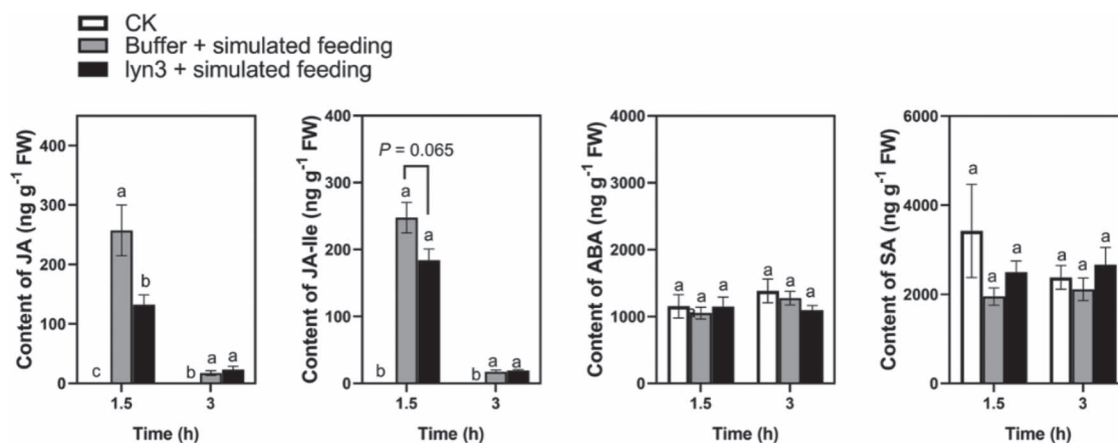 CK
Buffer + simulated feeding
lyn3 + simulated feeding
Content of JA (ng g⁻¹ FW)
400
300
200
100
0
c
a
b
b
a
a
1.5
3
Time (h)
Content of JA-Ile (ng g⁻¹ FW)
400
300
200
100
0
P = 0.065
b
a
a
b
a
a
1.5
3
Time (h)
Content of ABA (ng g⁻¹ FW)
4000
3000
2000
1000
0
a
a
a
a
a
a
1.5
3
Time (h)
Content of SA (ng g⁻¹ FW)
6000
4000
2000
0
a
a
a
a
a
a
1.5
3
Time (h)